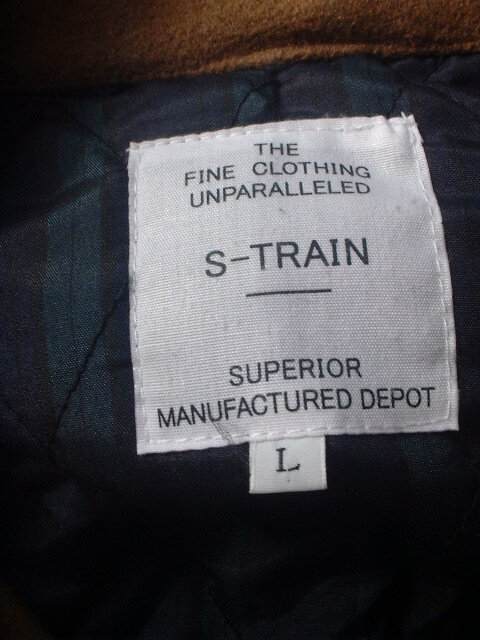 THE
FINE CLOTHING
UNPARALLELED
S-TRAIN
SUPERIOR
MANUFACTURED DEPOT
L